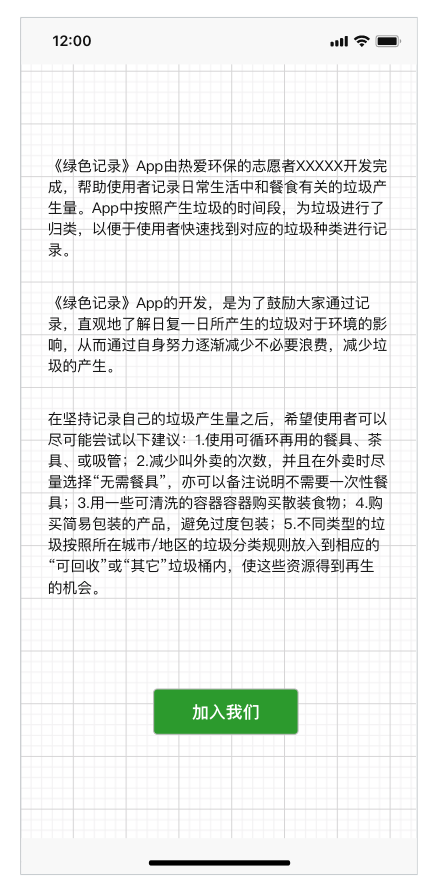 12:00
《绿色记录》App由热爱环保的志愿者XXXXX开发完
成，帮助使用者记录日常生活中和餐食有关的垃圾产
生量。App中按照产生垃圾的时间段，为垃圾进行了
归类，以便于使用者快速找到对应的垃圾种类进行记
录。
《绿色记录》App的开发，是为了鼓励大家通过记
录，直观地了解日复一日所产生的垃圾对于环境的影
响，从而通过自身努力逐渐减少不必要浪费，减少垃
圾的产生。
在坚持记录自己的垃圾产生量之后，希望使用者可以
尽可能尝试以下建议：1.使用可循环再用的餐具、茶
具、或吸管；2.减少叫外卖的次数，并且在外卖时尽
量选择“无需餐具”，亦可以备注说明不需要一次性餐
具；3.用一些可清洗的容器容器购买散装食物；4.购
买简易包装的产品，避免过度包装；5.不同类型的垃
圾按照所在城市/地区的垃圾分类规则放入到相应的
“可回收”或“其它”垃圾桶内，使这些资源得到再生
的机会。
加入我们